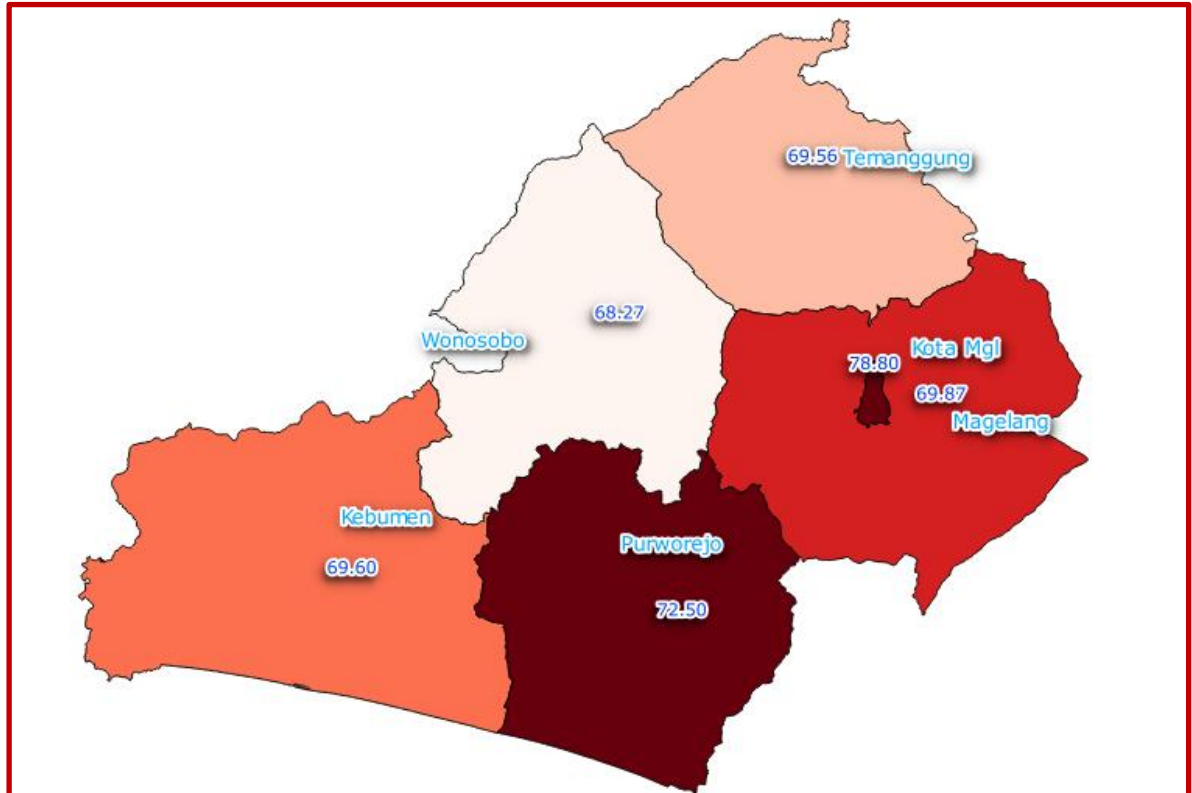 69.56 Temanggung
68.27
Wonosobo
Kota Mgl
78.80
69.87
Magelang
Kebumen
Purworejo
69.60
72.50